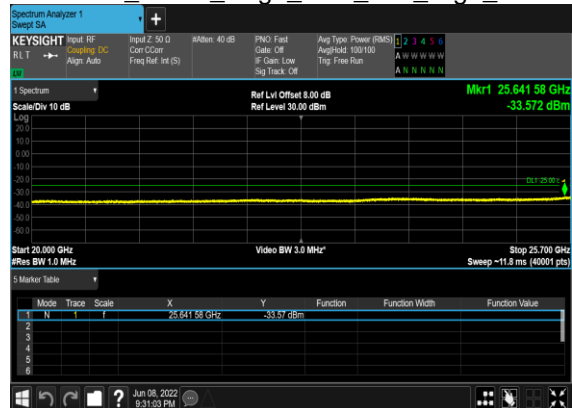 Spectrum Analyzer 1
Swept SA
+
KEYSIGHT Input: RF Input Z: 50 Ω #Atten: 40 dB PNO: Fast Avg Type: Power (RMS) 1 2 3 4 5 6
RLT Coupling: DC Corr CCorr Gate: Off Avg|Hold: 100/100 A W W W W W
Align: Auto Freq Ref: Int (S) IF Gain: Low Trig: Free Run A N N N N N
Sig Track: Off
1 Spectrum Ref Lvl Offset 8.00 dB Mkr1 25.641 58 GHz
Scale/Div 10 dB Ref Level 30.00 dBm -33.572 dBm
Log
20.0
10.0
0.00
-10.0
-20.0
DL1 -25.00
-30.0
-40.0
-50.0
-60.0
Start 20.000 GHz Video BW 3.0 MHz* Stop 25.700 GHz
#Res BW 1.0 MHz Sweep ~11.8 ms (40001 pts)
5 Marker Table
Mode Trace Scale X Y Function Function Width Function Value
1 N 1 f 25.641 58 GHz -33.57 dBm
2
3
4
5
6
? Jun 08, 2022
9:31:03 PM